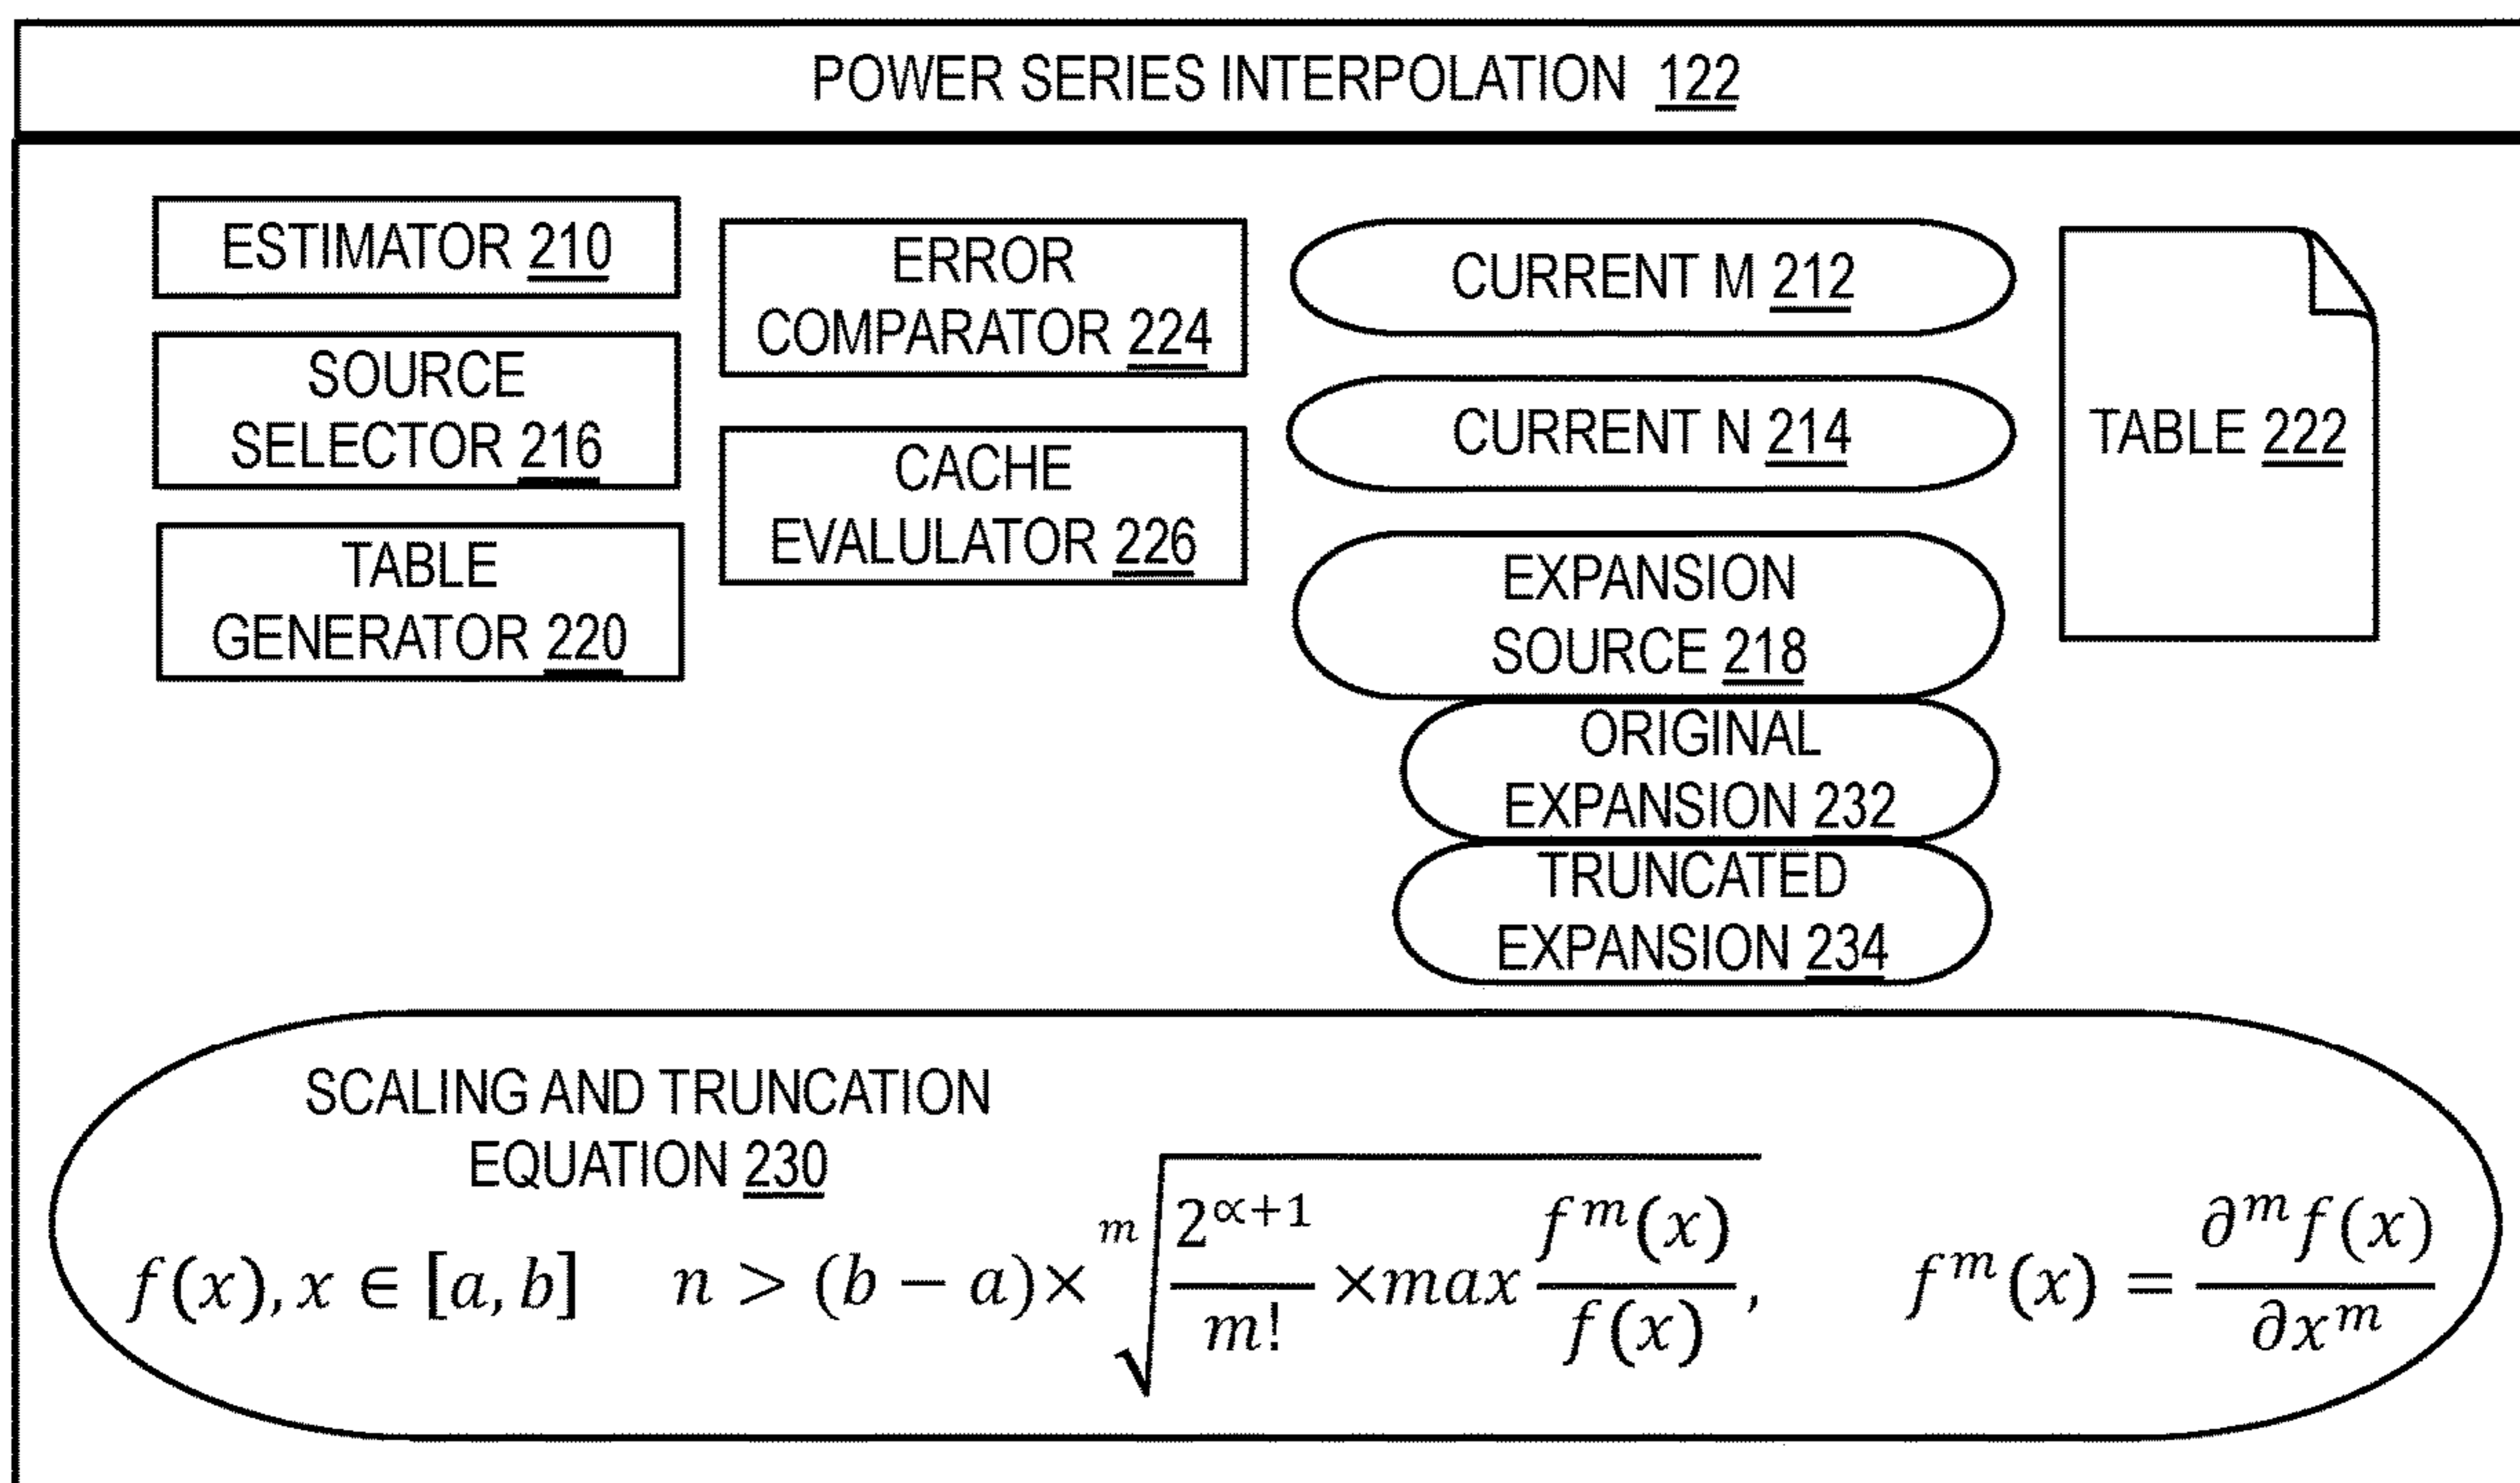 POWER SERIES INTERPOLATION 122
ESTIMATOR 210
SOURCE
SELECTOR 216
TABLE
GENERATOR 220
ERROR
COMPARATOR 224
CACHE
EVALULATOR 226
CURRENT M 212
CURRENT N 214
EXPANSION
SOURCE 218
ORIGINAL
EXPANSION 232
TRUNCATED
EXPANSION 234
TABLE 222
SCALING AND TRUNCATION
EQUATION 230
f(x), x ∈ [a, b] n > (b − a)× m√ 2^{∝+1}/m! ×max f^m(x)/f(x), f^m(x) = ∂^m f(x)/∂x^m